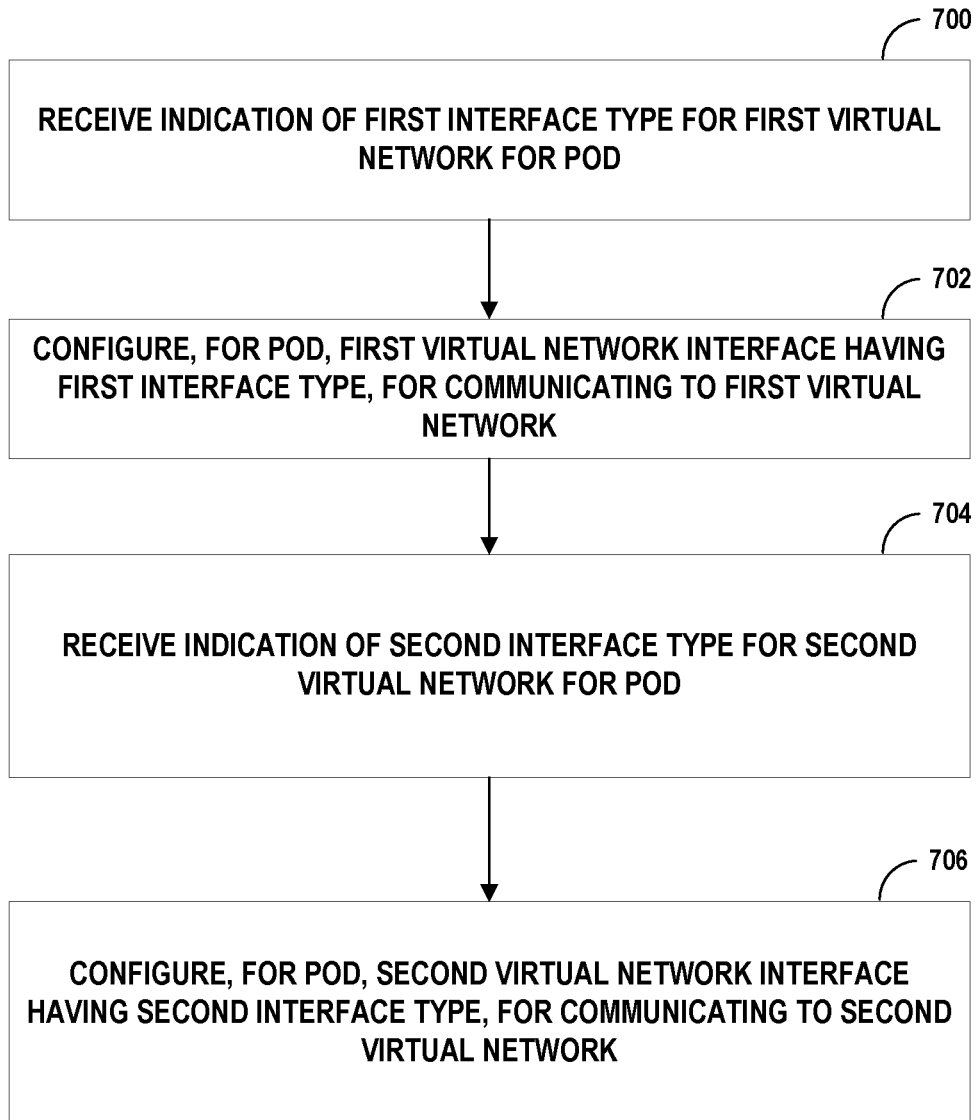 700
RECEIVE INDICATION OF FIRST INTERFACE TYPE FOR FIRST VIRTUAL
NETWORK FOR POD
702
CONFIGURE, FOR POD, FIRST VIRTUAL NETWORK INTERFACE HAVING
FIRST INTERFACE TYPE, FOR COMMUNICATING TO FIRST VIRTUAL
NETWORK
704
RECEIVE INDICATION OF SECOND INTERFACE TYPE FOR SECOND
VIRTUAL NETWORK FOR POD
706
CONFIGURE, FOR POD, SECOND VIRTUAL NETWORK INTERFACE
HAVING SECOND INTERFACE TYPE, FOR COMMUNICATING TO SECOND
VIRTUAL NETWORK